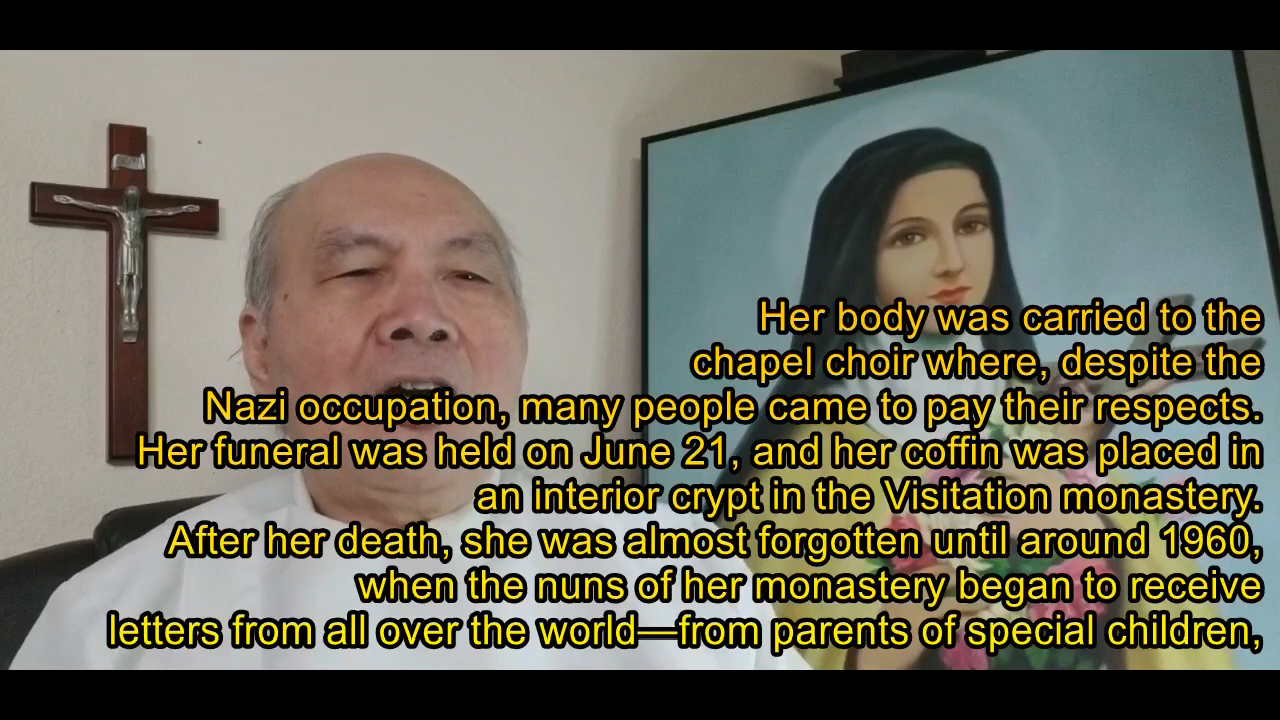 Her body was carried to the
chapel choir where, despite the
Nazi occupation, many people came to pay their respects.
Her funeral was held on June 21, and her coffin was placed in
an interior crypt in the Visitation monastery.
After her death, she was almost forgotten until around 1960,
when the nuns of her monastery began to receive
letters from all over the world—from parents of special children,